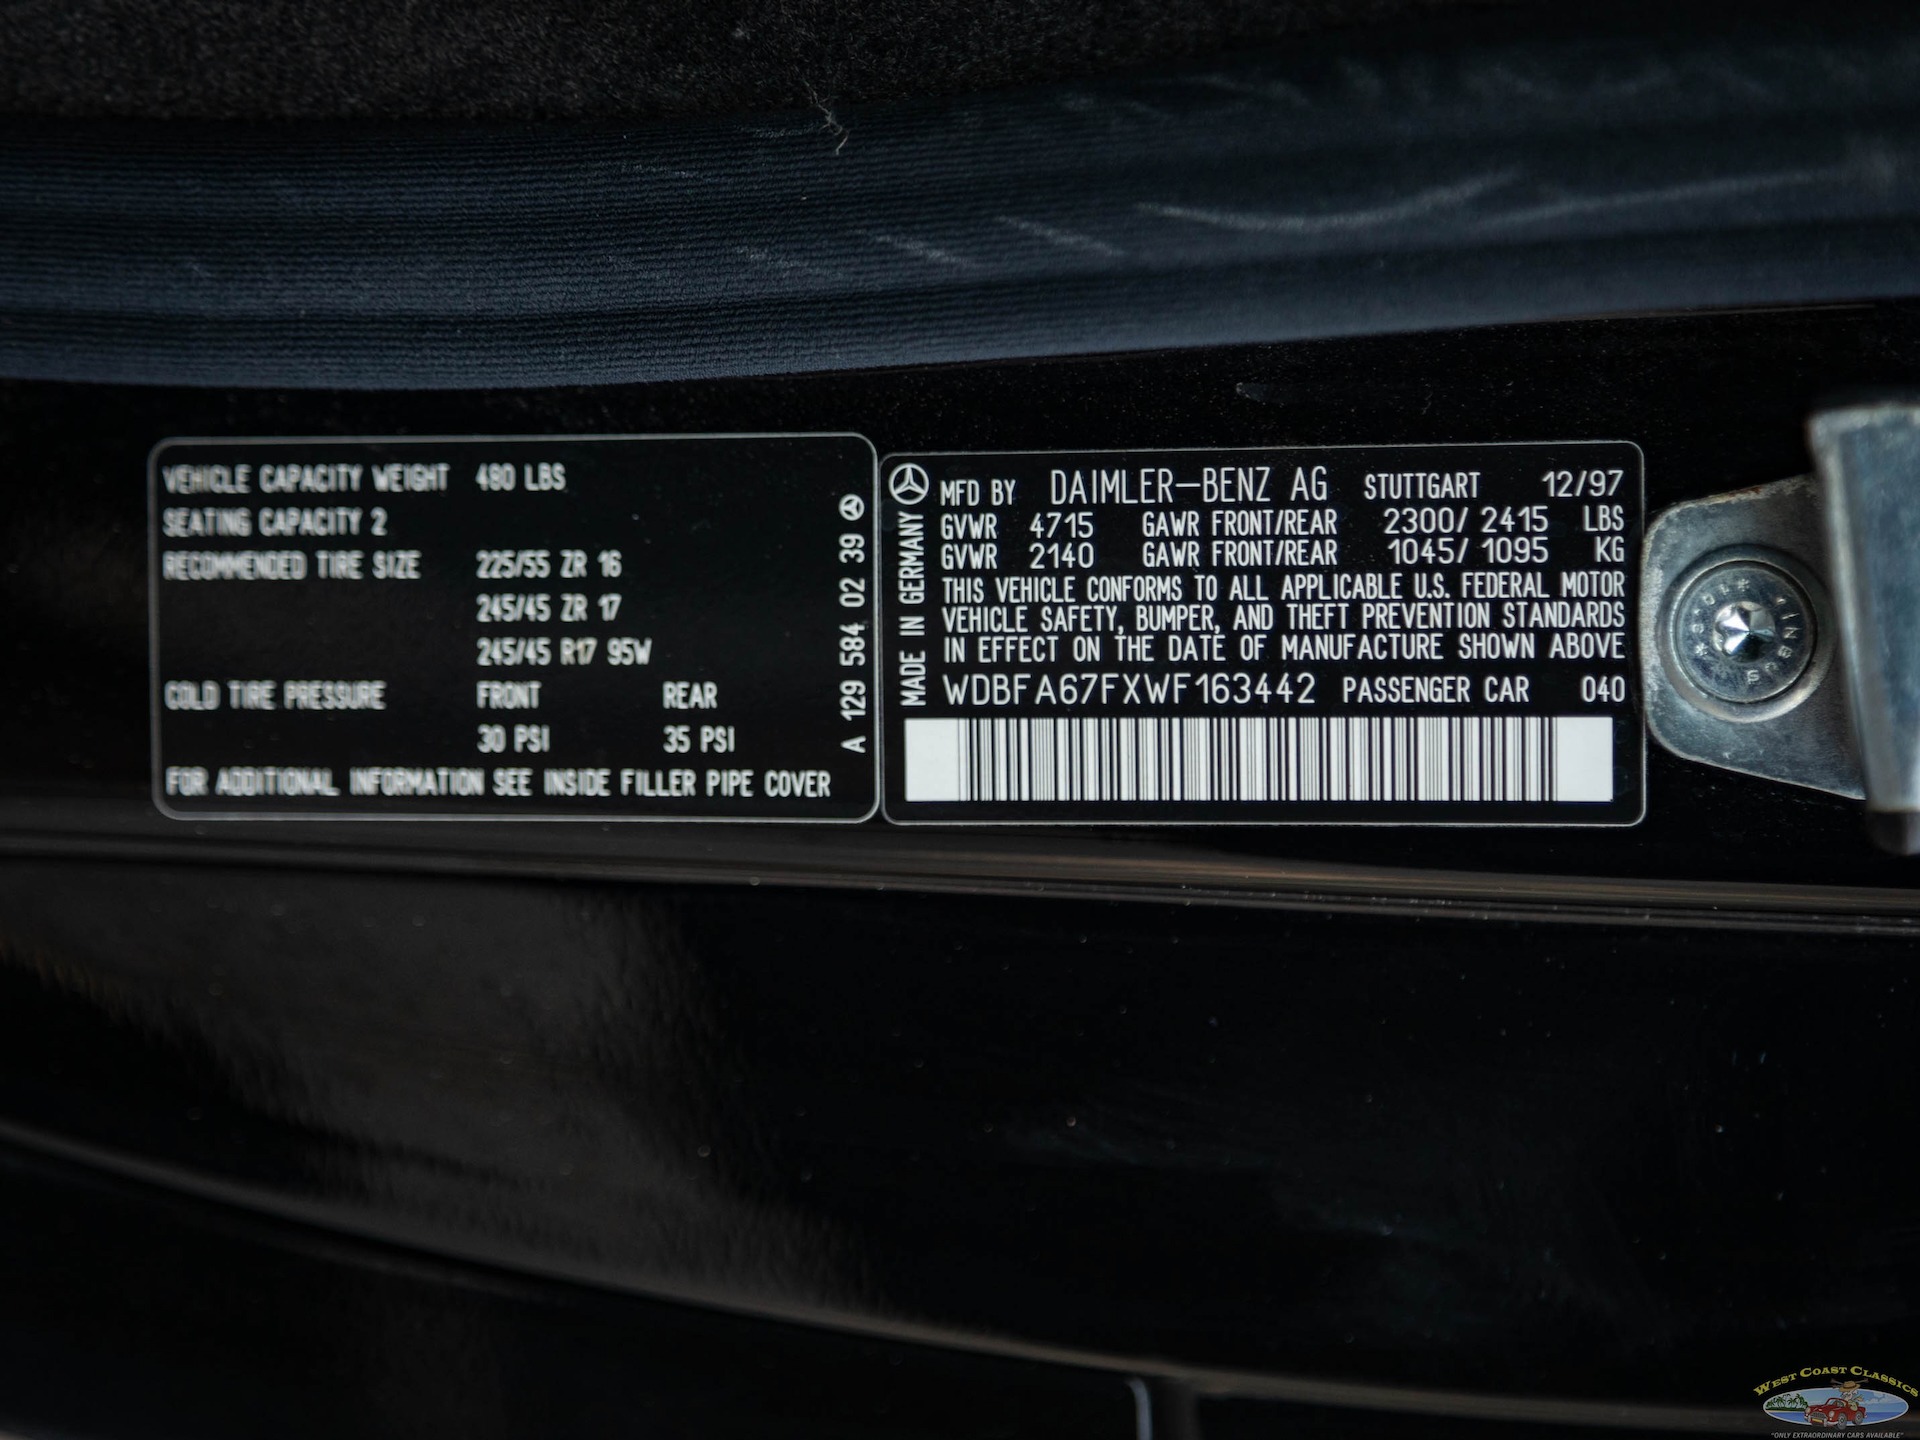 VEHICLE CAPACITY WEIGHT 480 LBS
SEATING CAPACITY 2
RECOMMENDED TIRE SIZE 225/55 ZR 16
245/45 ZR 17
245/45 R17 95W
COLD TIRE PRESSURE FRONT REAR
30 PSI 35 PSI
FOR ADDITIONAL INFORMATION SEE INSIDE FILLER PIPE COVER
A 129 584 02 39
MADE IN GERMANY
MFD BY DAIMLER-BENZ AG STUTTGART 12/97
GVWR 4715 GAWR FRONT/REAR 2300/ 2415 LBS
GVWR 2140 GAWR FRONT/REAR 1045/ 1095 KG
THIS VEHICLE CONFORMS TO ALL APPLICABLE U.S. FEDERAL MOTOR
VEHICLE SAFETY, BUMPER, AND THEFT PREVENTION STANDARDS
IN EFFECT ON THE DATE OF MANUFACTURE SHOWN ABOVE
WDBFA67FXWF163442 PASSENGER CAR 040
WEST COAST CLASSICS
"ONLY EXTRAORDINARY CARS AVAILABLE"